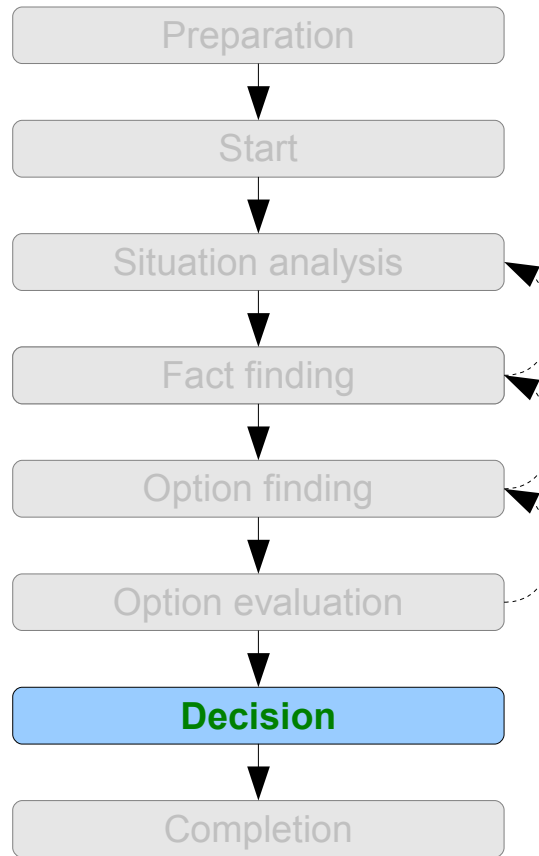 Preparation
Start
Situation analysis
Fact finding
Option finding
Option evaluation
Decision
Completion